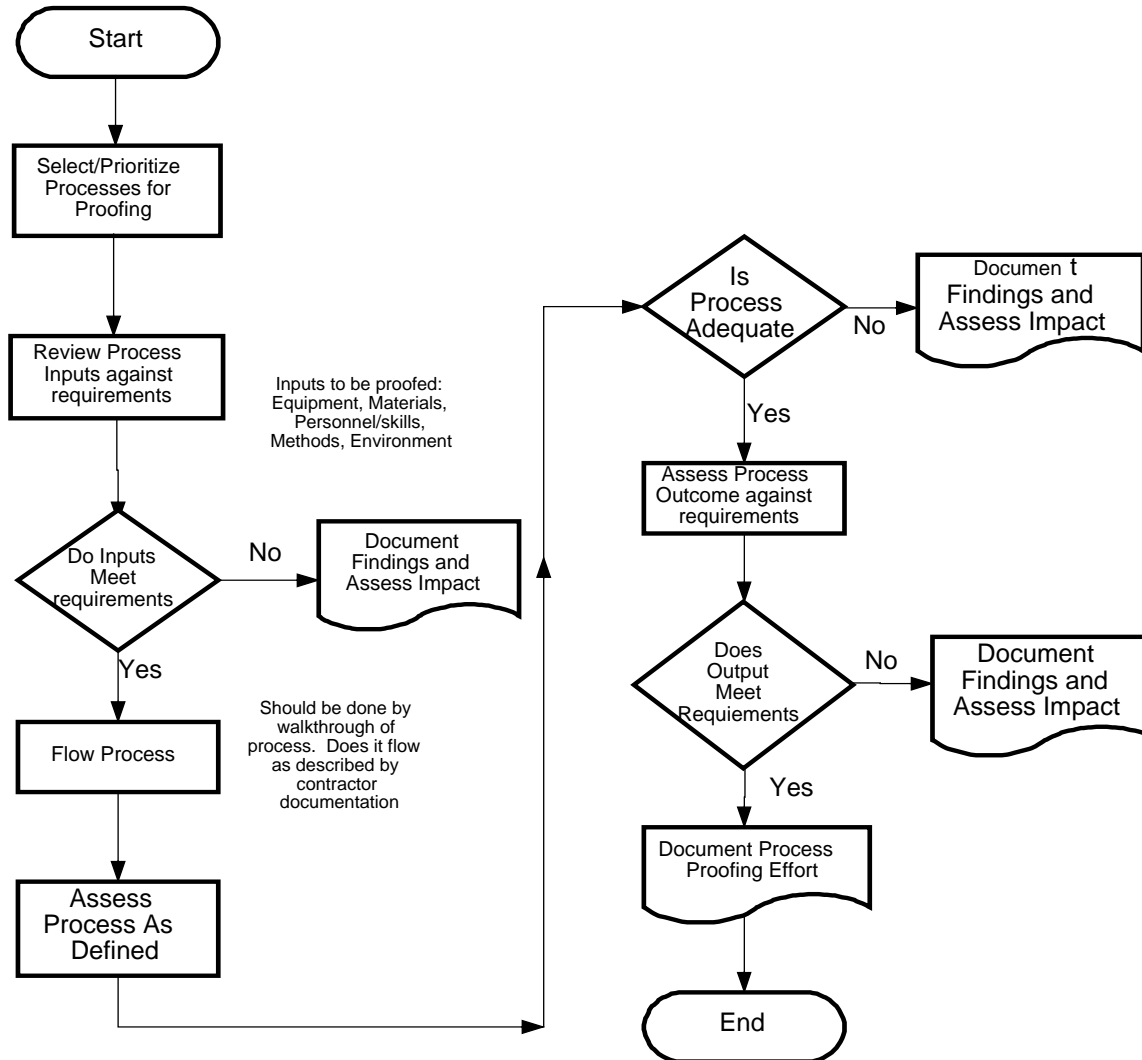 Start
Select/Prioritize
Processes for
Proofing
Review Process
Inputs against
requirements
Inputs to be proofed:
Equipment, Materials,
Personnel/skills,
Methods, Environment
Do Inputs
Meet
requirements
No
Document
Findings and
Assess Impact
Yes
Flow Process
Should be done by
walkthrough of
process.  Does it flow
as described by
contractor
documentation
Assess
Process As
Defined
Is
Process
Adequate
No
Documen t
Findings and
Assess Impact
Yes
Assess Process
Outcome against
requirements
Does
Output
Meet
Requiements
No
Document
Findings and
Assess Impact
Yes
Document Process
Proofing Effort
End